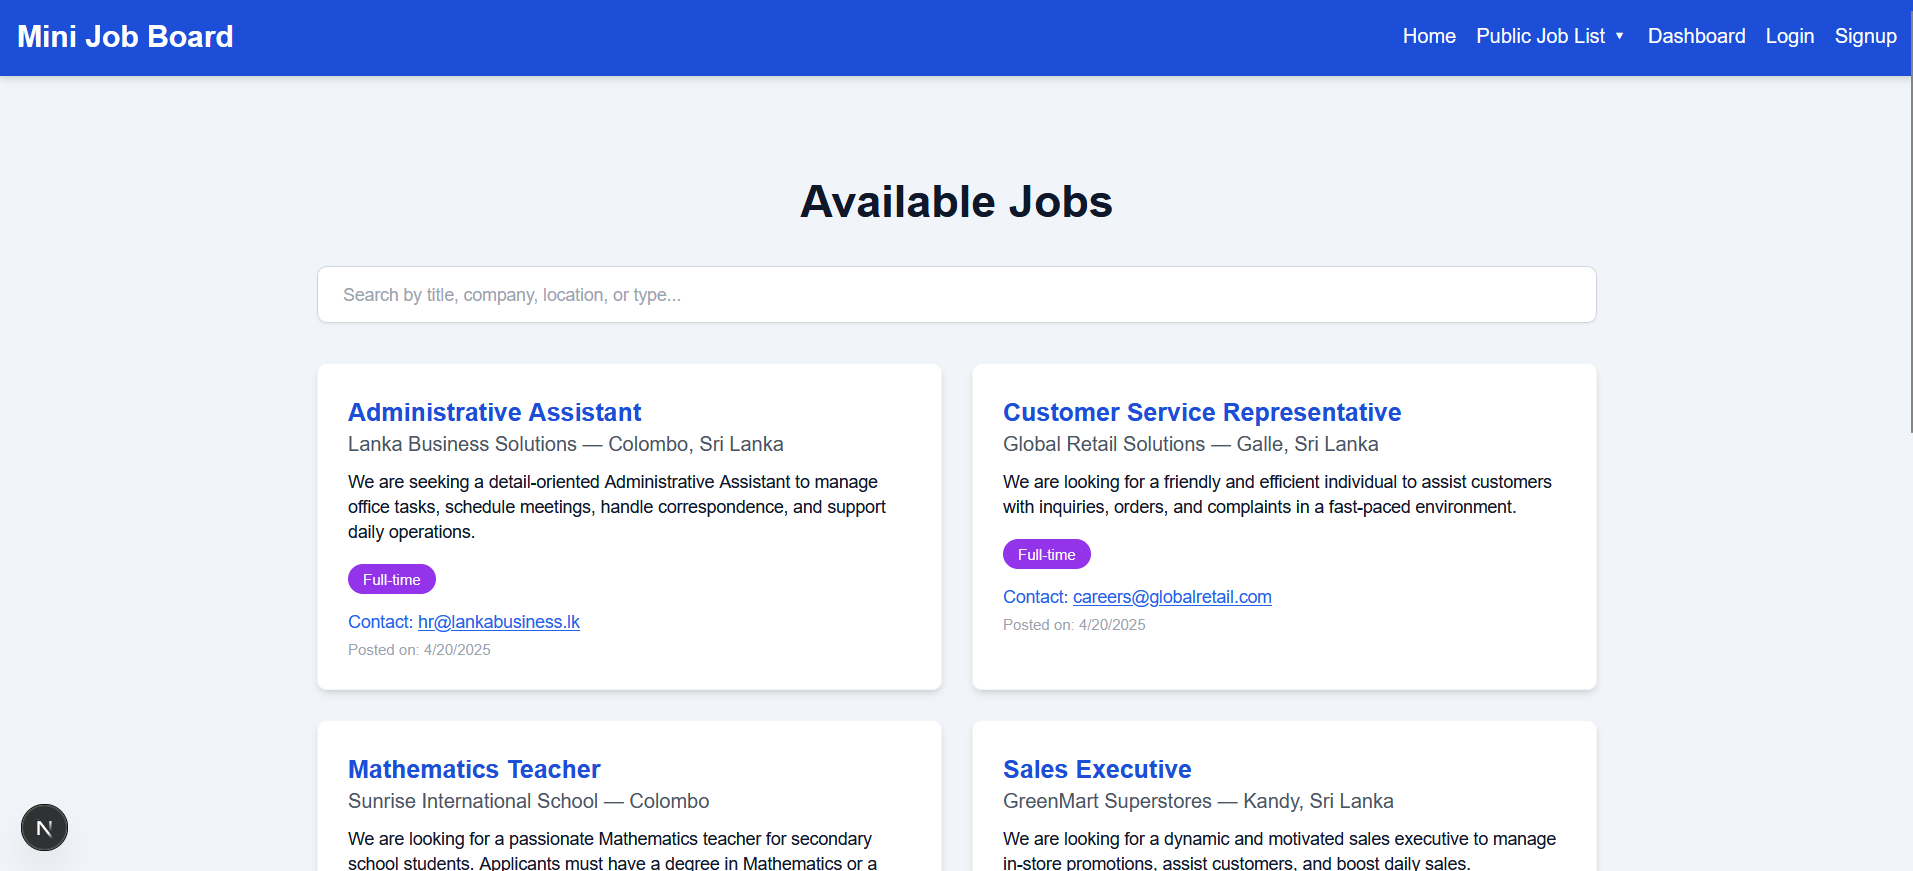 Mini Job Board
Home Public Job List ▼ Dashboard Login Signup
Available Jobs
Search by title, company, location, or type...
Administrative Assistant
Lanka Business Solutions — Colombo, Sri Lanka
We are seeking a detail-oriented Administrative Assistant to manage
office tasks, schedule meetings, handle correspondence, and support
daily operations.
Full-time
Contact: hr@lankabusiness.lk
Posted on: 4/20/2025
Customer Service Representative
Global Retail Solutions — Galle, Sri Lanka
We are looking for a friendly and efficient individual to assist customers
with inquiries, orders, and complaints in a fast-paced environment.
Full-time
Contact: careers@globalretail.com
Posted on: 4/20/2025
Mathematics Teacher
Sunrise International School — Colombo
We are looking for a passionate Mathematics teacher for secondary
school students. Applicants must have a degree in Mathematics or a
Sales Executive
GreenMart Superstores — Kandy, Sri Lanka
We are looking for a dynamic and motivated sales executive to manage
in-store promotions, assist customers, and boost daily sales.
N